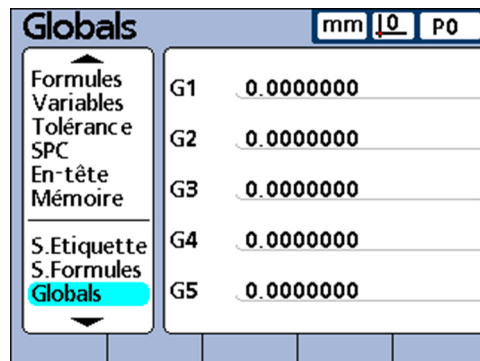 Globals
mm
0
P0
Formules
Variables
Tolérance
SPC
En-tête
Mémoire
S.Etiquette
S.Formules
Globals
G1 0.0000000
G2 0.0000000
G3 0.0000000
G4 0.0000000
G5 0.0000000